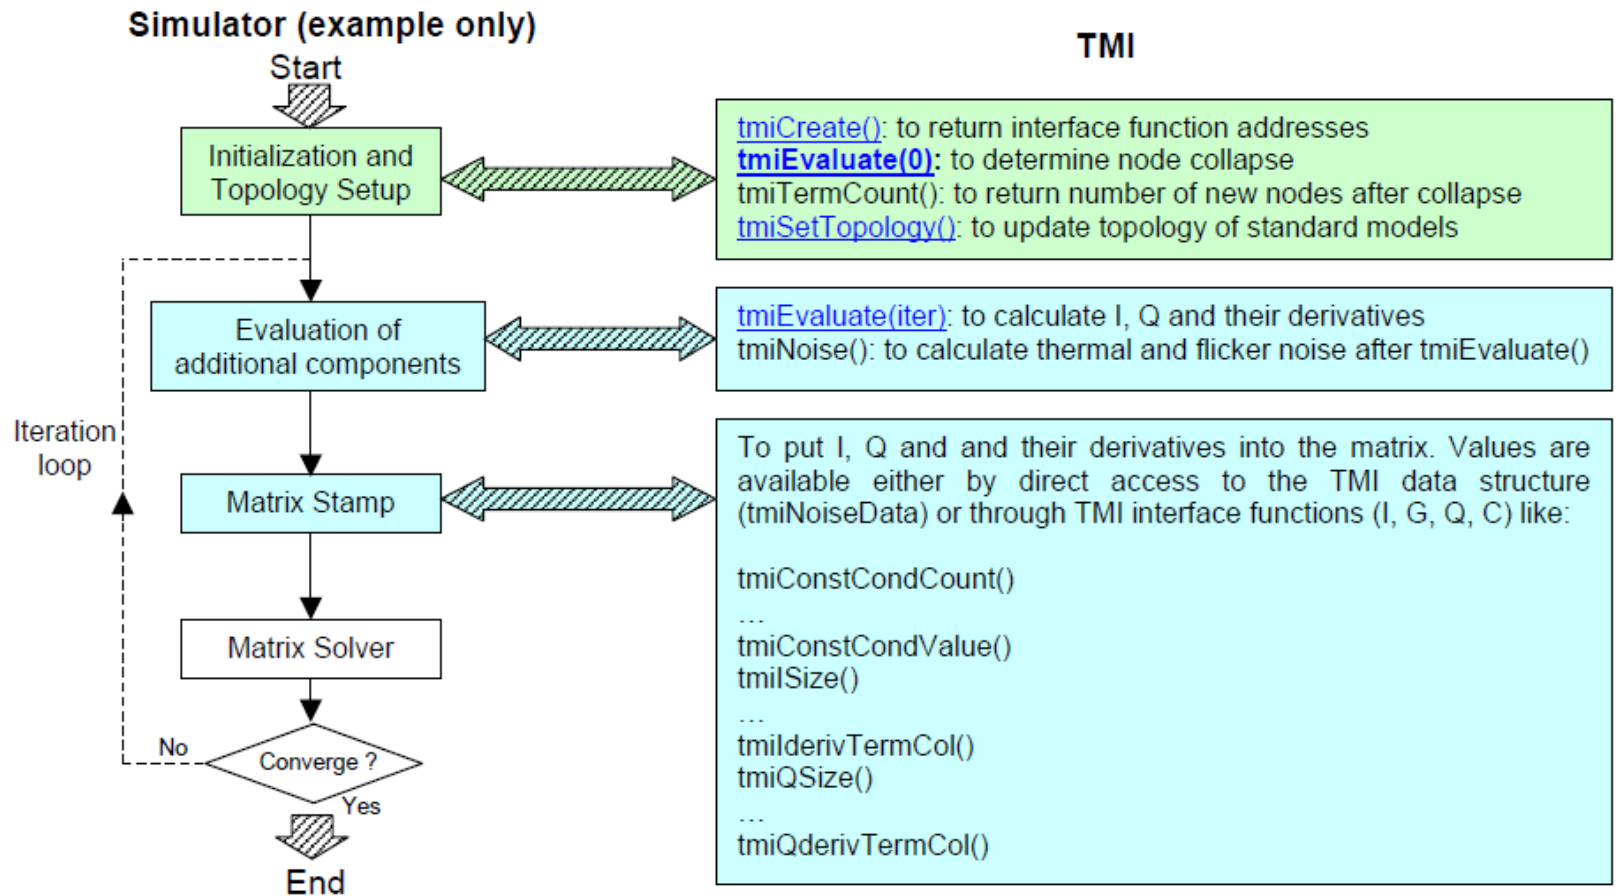 Simulator (example only)
Start
Initialization and
Topology Setup
Evaluation of
additional components
Iteration
loop
Matrix Stamp
Matrix Solver
No
Converge ?
Yes
End
TMI
tmiCreate(): to return interface function addresses
tmiEvaluate(0): to determine node collapse
tmiTermCount(): to return number of new nodes after collapse
tmiSetTopology(): to update topology of standard models
tmiEvaluate(iter): to calculate I, Q and their derivatives
tmiNoise(): to calculate thermal and flicker noise after tmiEvaluate()
To put I, Q and and their derivatives into the matrix. Values are
available either by direct access to the TMI data structure
(tmiNoiseData) or through TMI interface functions (I, G, Q, C) like:
tmiConstCondCount()
...
tmiConstCondValue()
tmiISize()
...
tmiIderivTermCol()
tmiQSize()
...
tmiQderivTermCol()